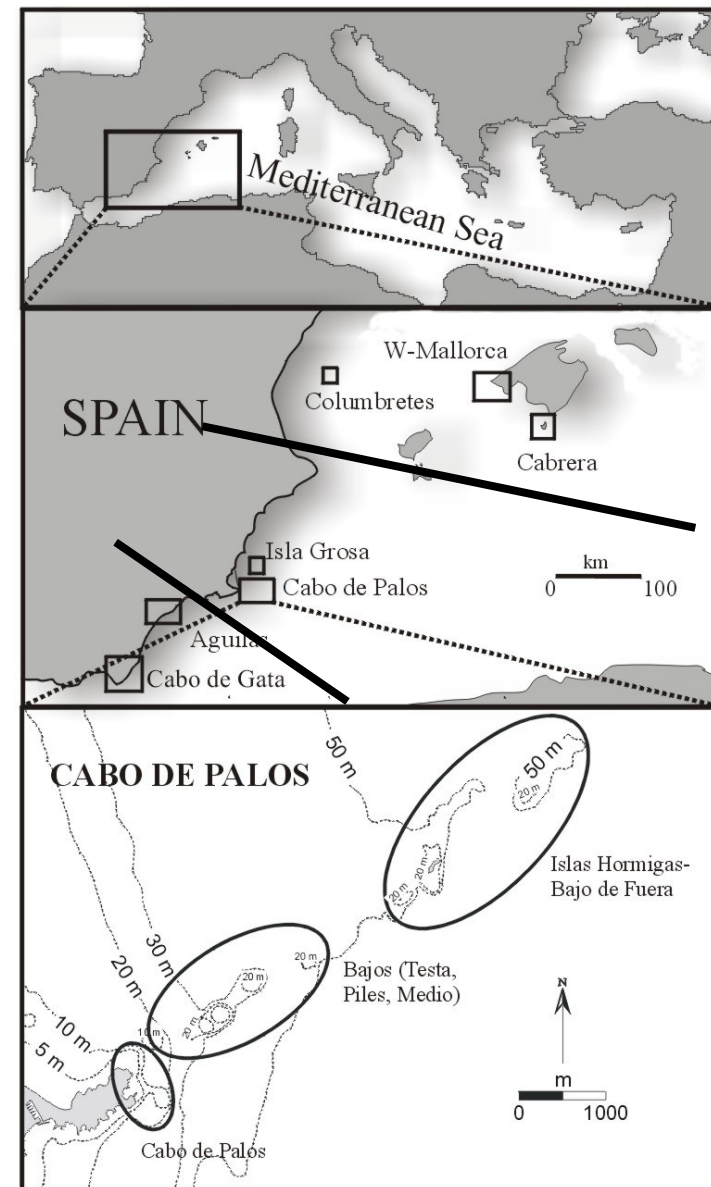 Mediterranean Sea
W-Mallorca
Columbretes
SPAIN
Cabrera
Isla Grosa
km
0 100
Cabo de Palos
Aguilas
Cabo de Gata
50 m
50 m
CABO DE PALOS
20 m
Islas Hormigas-
Bajo de Fuera
20 m
20 m
30 m
20 m
20 m
Bajos (Testa,
Piles, Medio)
20 m
20 m
N
10 m
10 m
5 m
m
0 1000
Cabo de Palos